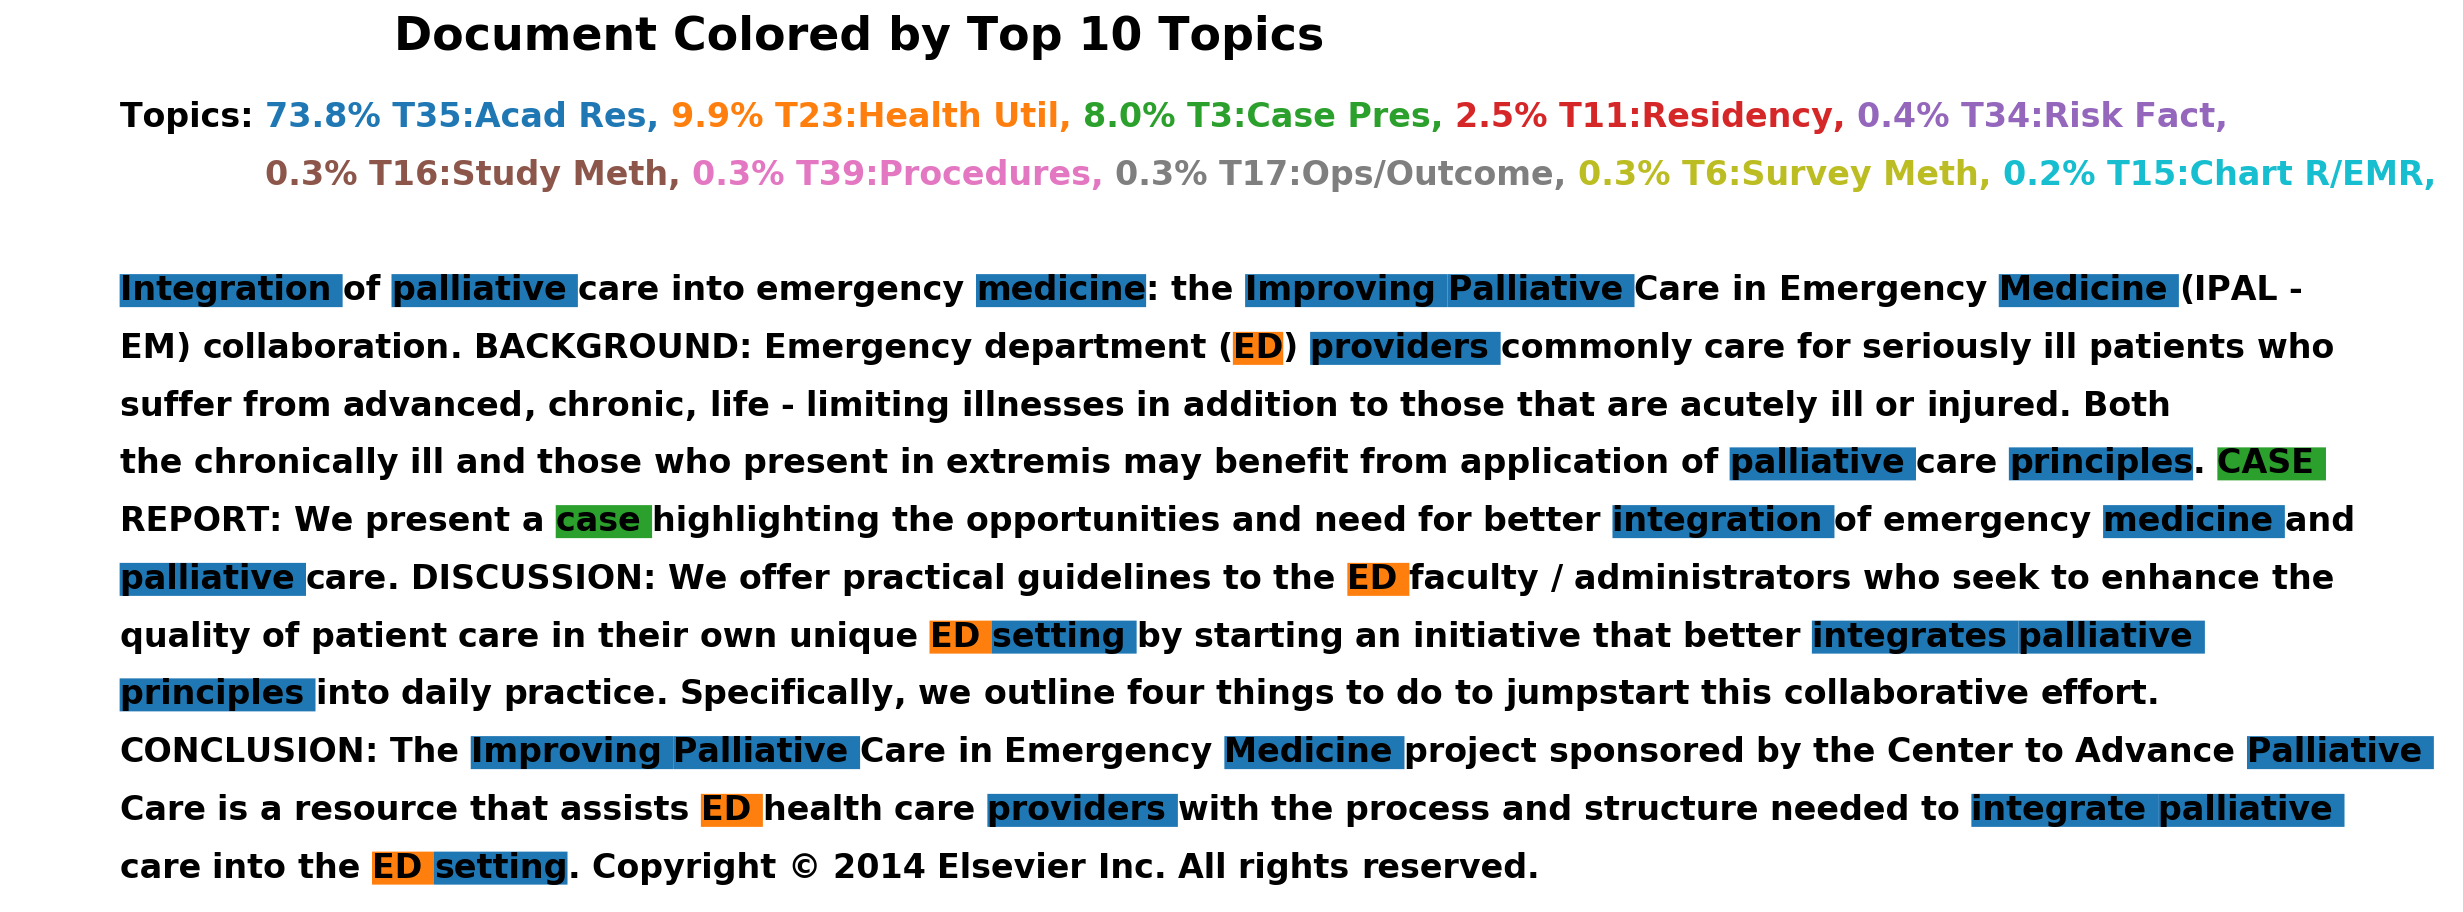 Document Colored by Top 10 Topics
Topics: 73.8% T35:Acad Res, 9.9% T23:Health Util, 8.0% T3:Case Pres, 2.5% T11:Residency, 0.4% T34:Risk Fact,
0.3% T16:Study Meth, 0.3% T39:Procedures, 0.3% T17:Ops/Outcome, 0.3% T6:Survey Meth, 0.2% T15:Chart R/EMR,
Integration of palliative care into emergency medicine: the Improving Palliative Care in Emergency Medicine (IPAL -
EM) collaboration. BACKGROUND: Emergency department (ED) providers commonly care for seriously ill patients who
suffer from advanced, chronic, life - limiting illnesses in addition to those that are acutely ill or injured. Both
the chronically ill and those who present in extremis may benefit from application of palliative care principles. CASE
REPORT: We present a case highlighting the opportunities and need for better integration of emergency medicine and
palliative care. DISCUSSION: We offer practical guidelines to the ED faculty / administrators who seek to enhance the
quality of patient care in their own unique ED setting by starting an initiative that better integrates palliative
principles into daily practice. Specifically, we outline four things to do to jumpstart this collaborative effort.
CONCLUSION: The Improving Palliative Care in Emergency Medicine project sponsored by the Center to Advance Palliative
Care is a resource that assists ED health care providers with the process and structure needed to integrate palliative
care into the ED setting. Copyright © 2014 Elsevier Inc. All rights reserved.